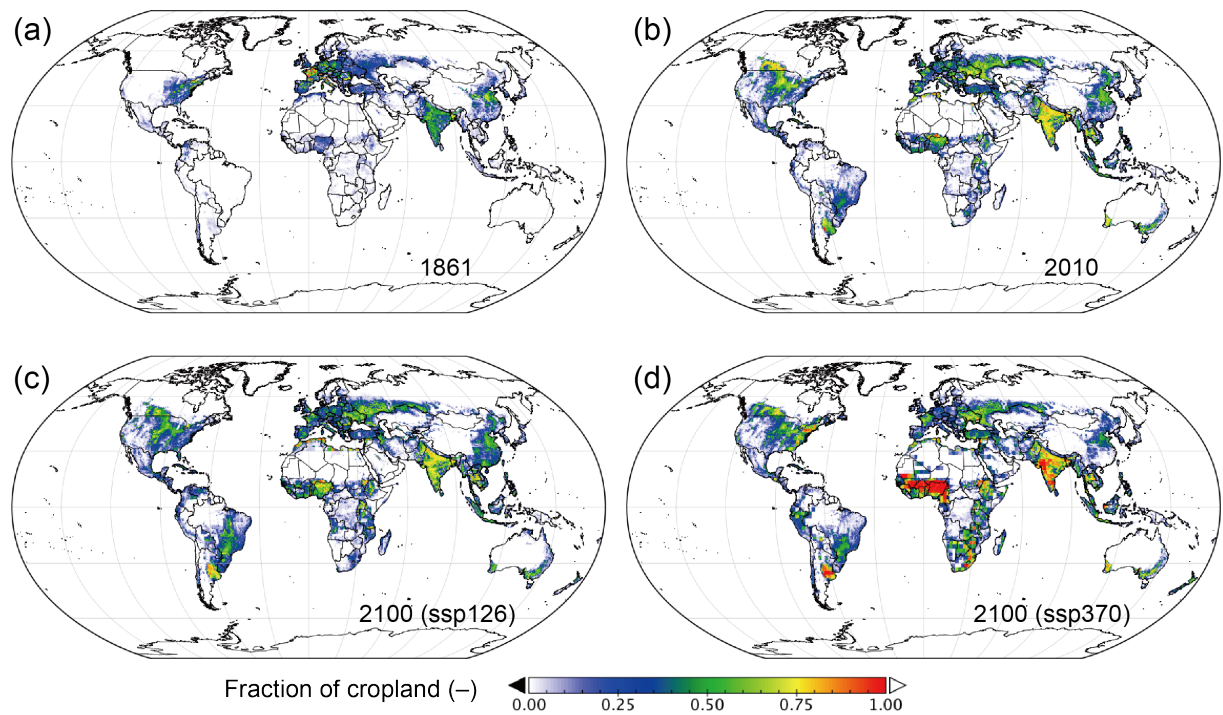 (a)
1861
(b)
2010
(c)
2100 (ssp126)
(d)
2100 (ssp370)
Fraction of cropland (–)
0.00 0.25 0.50 0.75 1.00